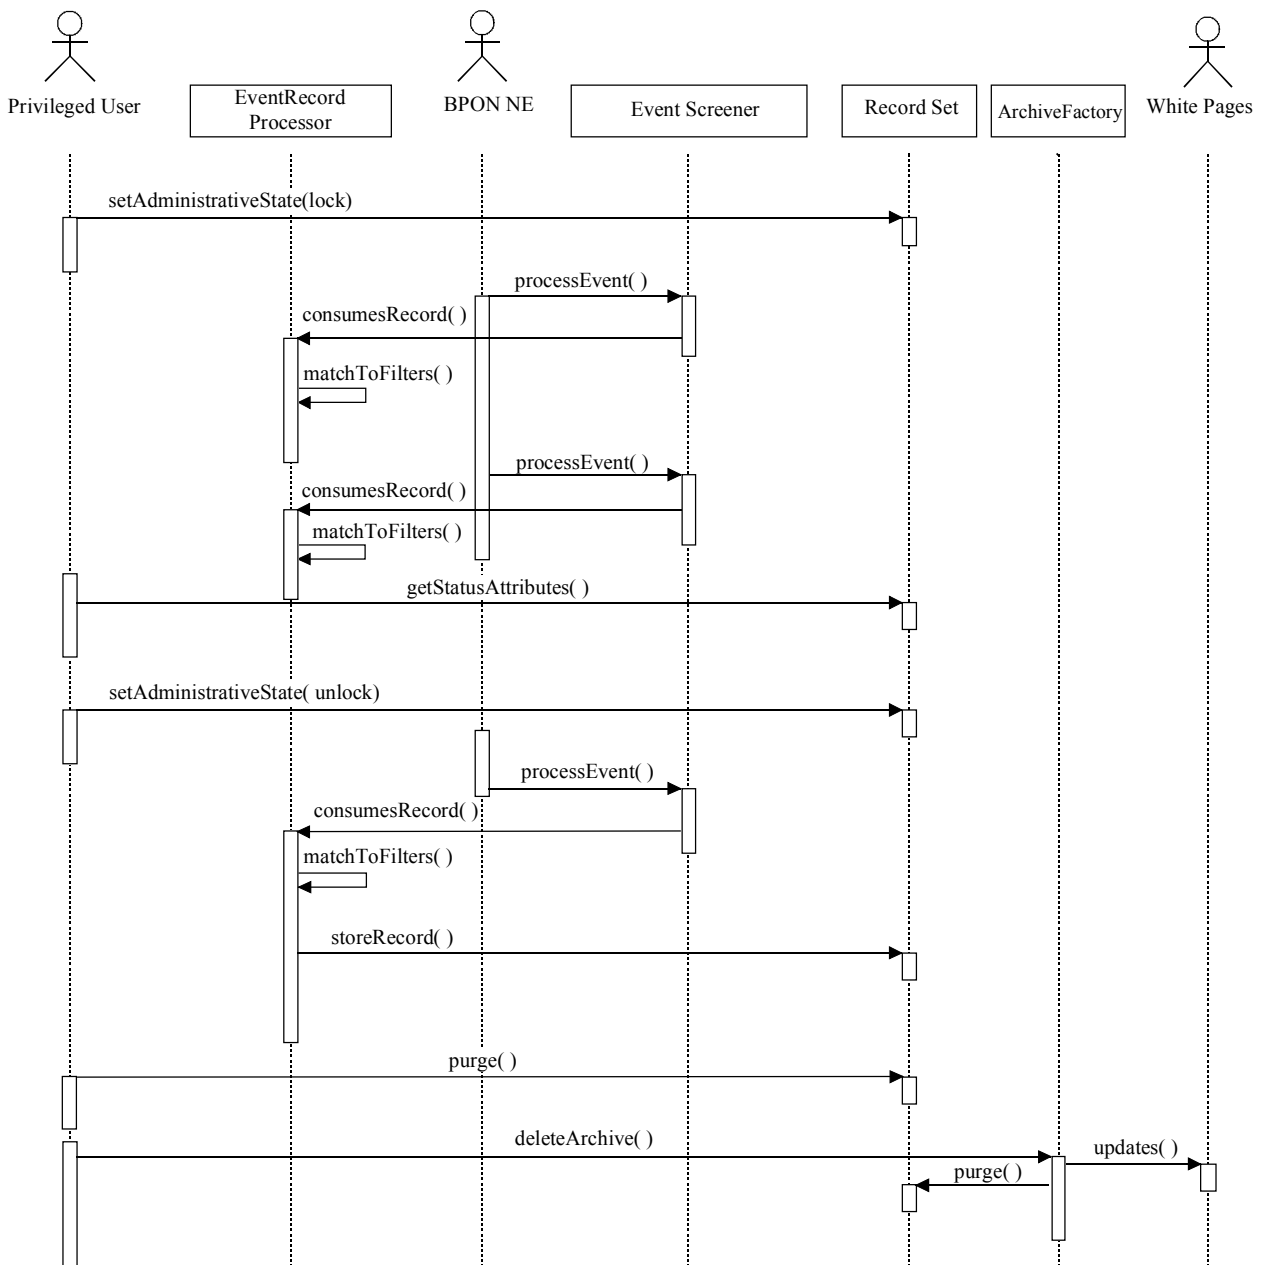 Privileged User
EventRecord
Processor
BPON NE
Event Screener
Record Set
ArchiveFactory
White Pages
setAdministrativeState(lock)
processEvent( )
consumesRecord( )
matchToFilters( )
processEvent( )
consumesRecord( )
matchToFilters( )
getStatusAttributes( )
setAdministrativeState( unlock)
processEvent( )
consumesRecord( )
matchToFilters( )
storeRecord( )
purge( )
deleteArchive( )
updates( )
purge( )